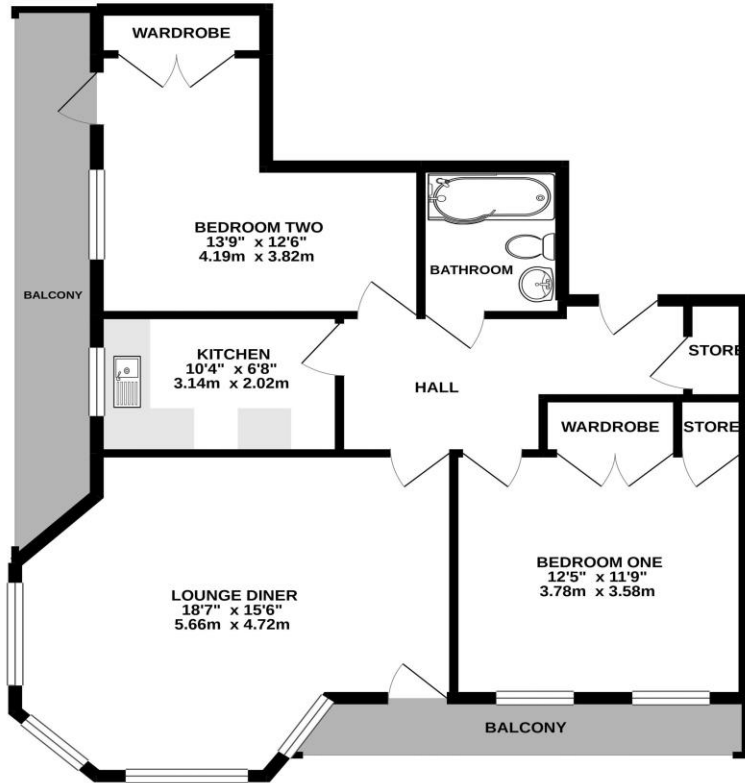 WARDROBE
BEDROOM TWO
13'9" x 12'6"
4.19m x 3.82m
BATHROOM
BALCONY
KITCHEN
10'4" x 6'8"
3.14m x 2.02m
HALL
STORE
WARDROBE
STORE
BEDROOM ONE
12'5" x 11'9"
3.78m x 3.58m
LOUNGE DINER
18'7" x 15'6"
5.66m x 4.72m
BALCONY